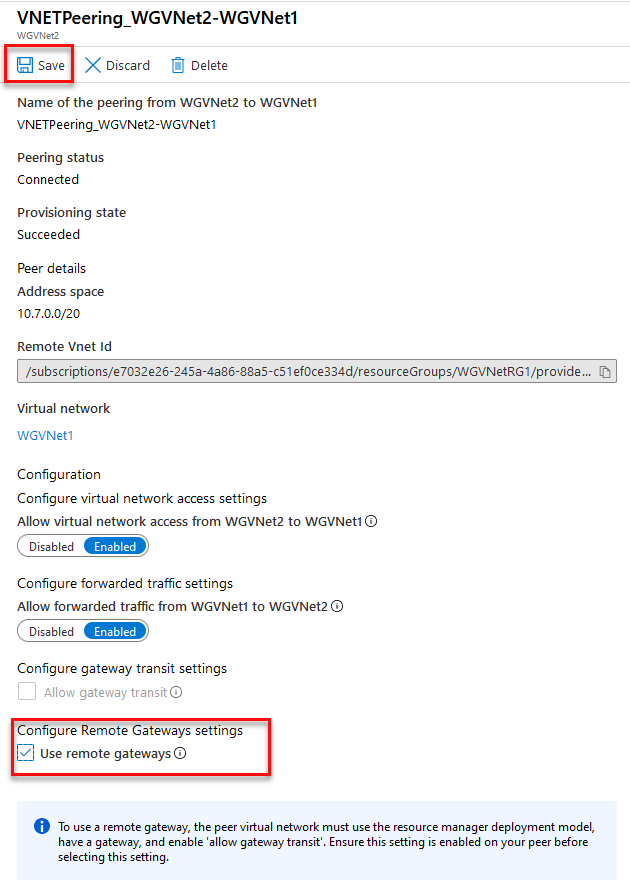 VNETPeering_WGVNet2-WGVNet1
WGVNet2
Save Discard Delete
Name of the peering from WGVNet2 to WGVNet1
VNETPeering_WGVNet2-WGVNet1
Peering status
Connected
Provisioning state
Succeeded
Peer details
Address space
10.7.0.0/20
Remote Vnet Id
/subscriptions/e7032e26-245a-4a86-88a5-c51ef0ce334d/resourceGroups/WGVNetRG1/provide...
Virtual network
WGVNet1
Configuration
Configure virtual network access settings
Allow virtual network access from WGVNet2 to WGVNet1
Disabled Enabled
Configure forwarded traffic settings
Allow forwarded traffic from WGVNet1 to WGVNet2
Disabled Enabled
Configure gateway transit settings
Allow gateway transit
Configure Remote Gateways settings
Use remote gateways
To use a remote gateway, the peer virtual network must use the resource manager deployment model,
have a gateway, and enable 'allow gateway transit'. Ensure this setting is enabled on your peer before
selecting this setting.